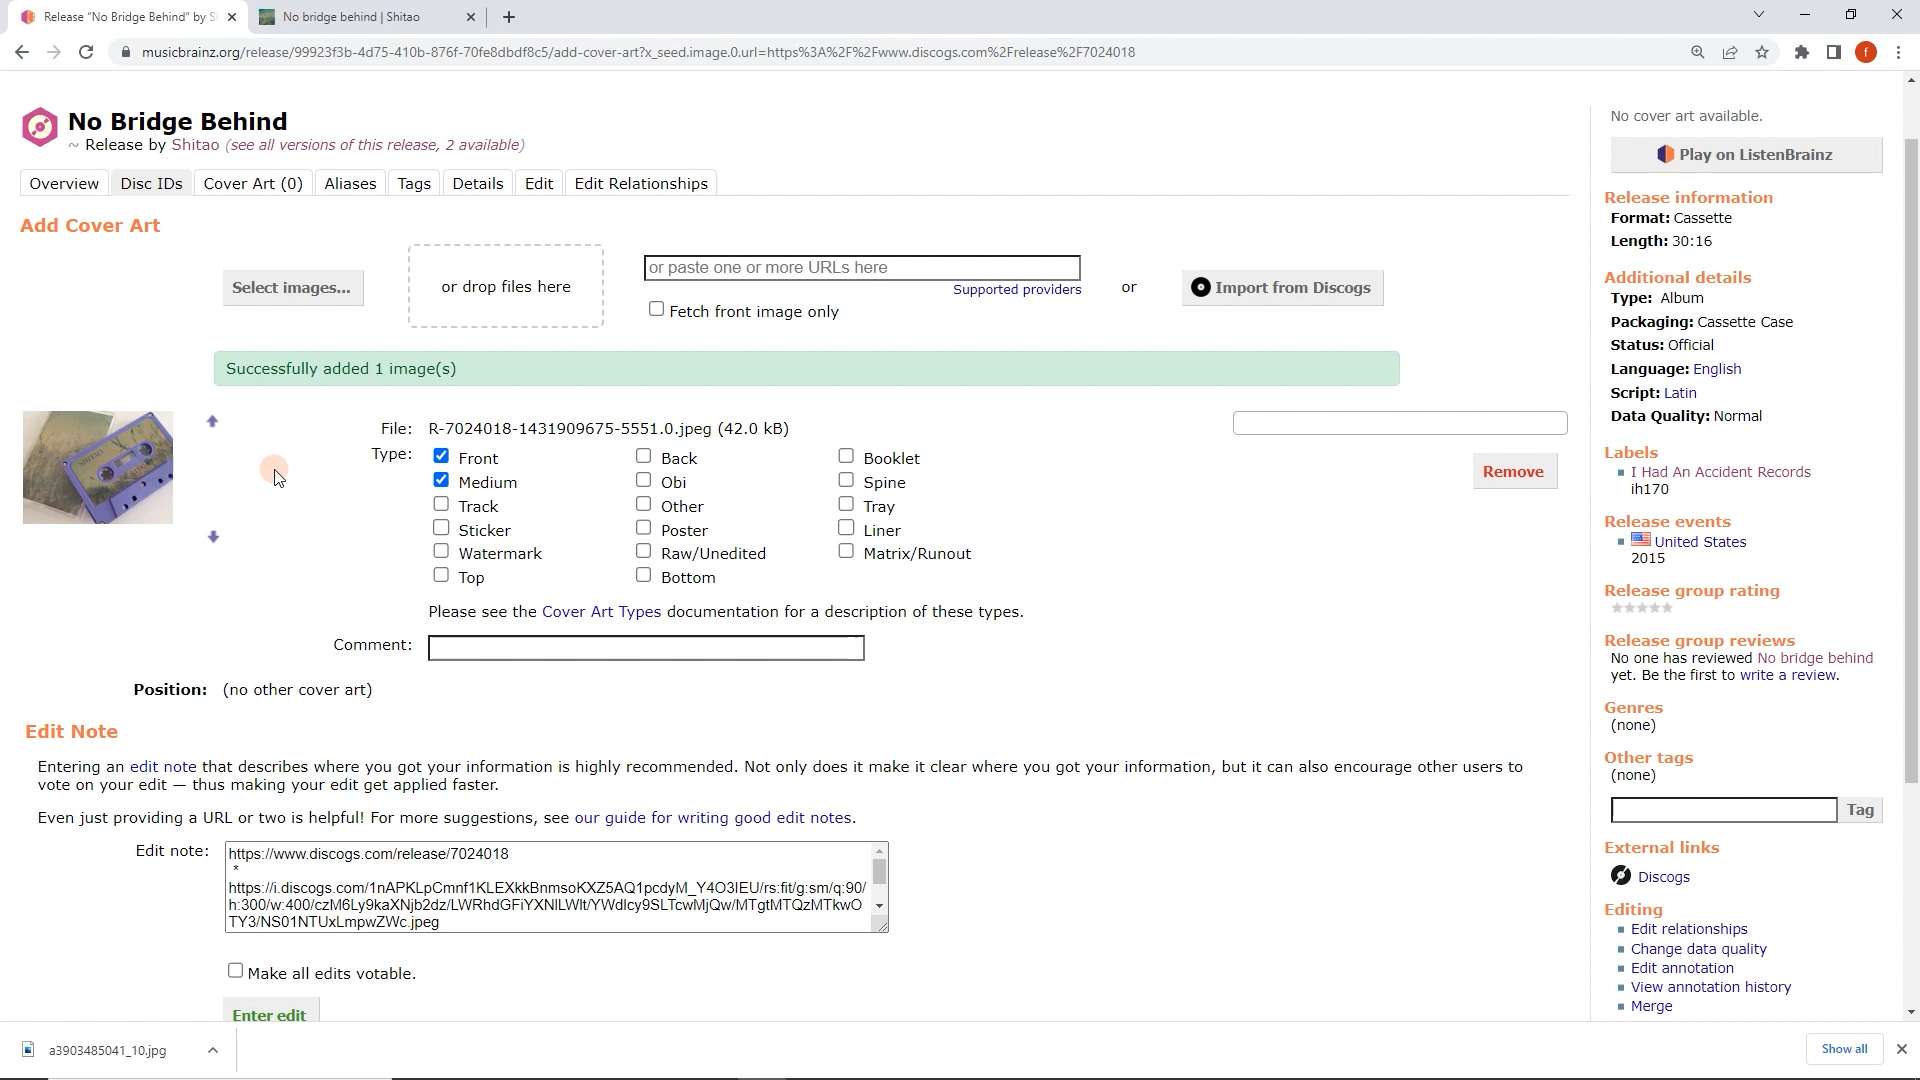 Release "No Bridge Behind" by S
No bridge behind | Shitao
musicbrainz.org/release/99923f3b-4d75-410b-876f-70fe8dbdf8c5/add-cover-art?x_seed.image.0.url=https%3A%2F%2Fwww.discogs.com%2Frelease%2F7024018
f
No Bridge Behind
~ Release by Shitao (see all versions of this release, 2 available)
Overview
Disc IDs
Cover Art (0)
Aliases
Tags
Details
Edit
Edit Relationships
Add Cover Art
Select images...
or drop files here
or paste one or more URLs here
Supported providers
Fetch front image only
or
Import from Discogs
Successfully added 1 image(s)
SHITAO
File: R-7024018-1431909675-5551.0.jpeg (42.0 kB)
Type:
Front
Back
Booklet
Medium
Obi
Spine
Track
Other
Tray
Sticker
Poster
Liner
Watermark
Raw/Unedited
Matrix/Runout
Top
Bottom
Remove
Please see the Cover Art Types documentation for a description of these types.
Comment:
Position: (no other cover art)
Edit Note
Entering an edit note that describes where you got your information is highly recommended. Not only does it make it clear where you got your information, but it can also encourage other users to
vote on your edit — thus making your edit get applied faster.
Even just providing a URL or two is helpful! For more suggestions, see our guide for writing good edit notes.
Edit note:
https://www.discogs.com/release/7024018
*
https://i.discogs.com/1nAPKLpCmnf1KLEXkkBnmsoKXZ5AQ1pcdyM_Y4O3IEU/rs:fit/g:sm/q:90/
h:300/w:400/czM6Ly9kaXNjb2dz/LWRhdGFiYXNlLWlt/YWdlcy9SLTcwMjQw/MTgtMTQzMTkwO
TY3/NS01NTUxLmpwZWc.jpeg
Make all edits votable.
Enter edit
No cover art available.
Play on ListenBrainz
Release information
Format: Cassette
Length: 30:16
Additional details
Type: Album
Packaging: Cassette Case
Status: Official
Language: English
Script: Latin
Data Quality: Normal
Labels
I Had An Accident Records
ih170
Release events
United States
2015
Release group rating
Release group reviews
No one has reviewed No bridge behind
yet. Be the first to write a review.
Genres
(none)
Other tags
(none)
Tag
External links
Discogs
Editing
Edit relationships
Change data quality
Edit annotation
View annotation history
Merge
a3903485041_10.jpg
Show all